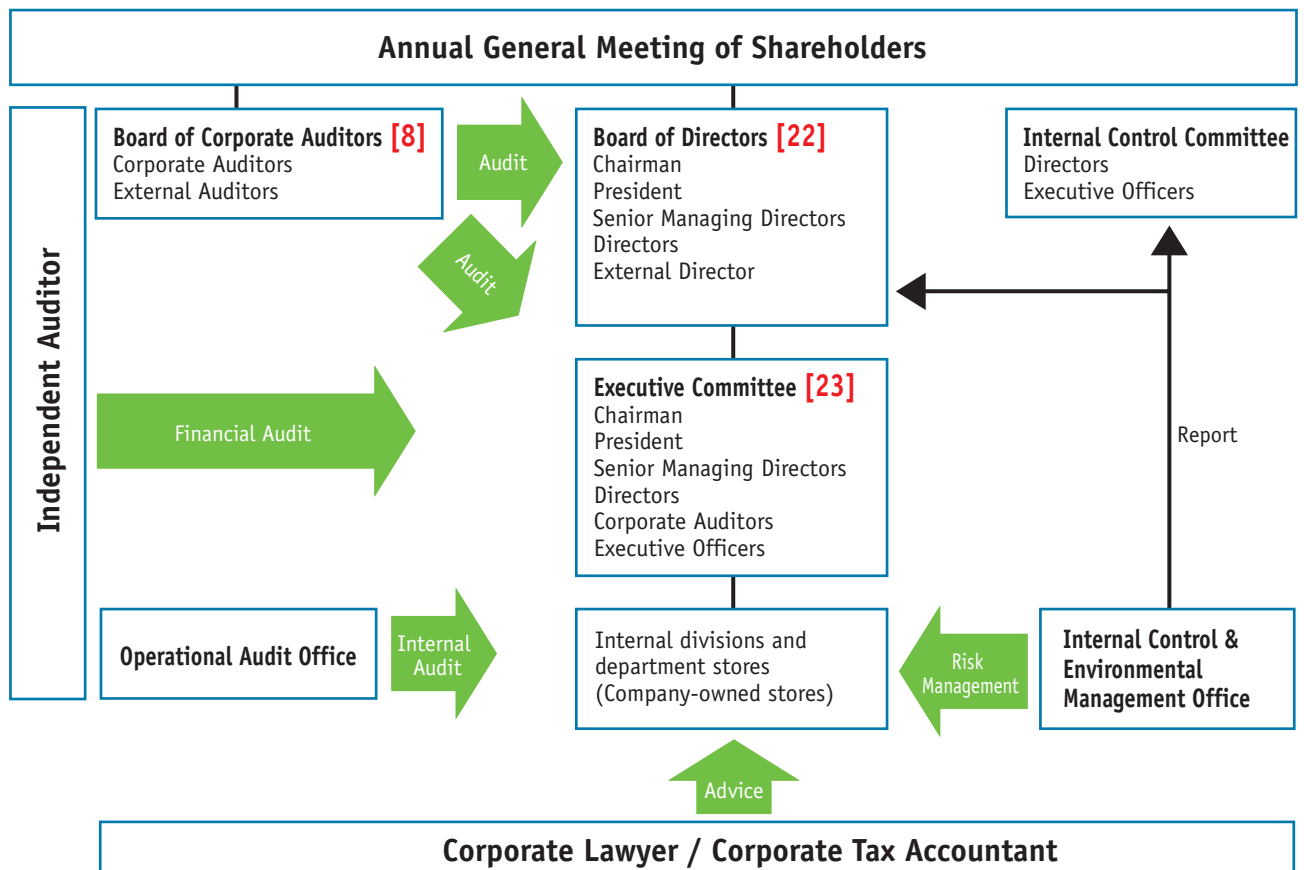 Annual General Meeting of Shareholders
Independent Auditor
Board of Corporate Auditors [8]
Corporate Auditors
External Auditors
Audit
Audit
Board of Directors [22]
Chairman
President
Senior Managing Directors
Directors
External Director
Internal Control Committee
Directors
Executive Officers
Financial Audit
Executive Committee [23]
Chairman
President
Senior Managing Directors
Directors
Corporate Auditors
Executive Officers
Report
Operational Audit Office
Internal
Audit
Internal divisions and
department stores
(Company-owned stores)
Risk
Management
Internal Control &
Environmental
Management Office
Advice
Corporate Lawyer / Corporate Tax Accountant